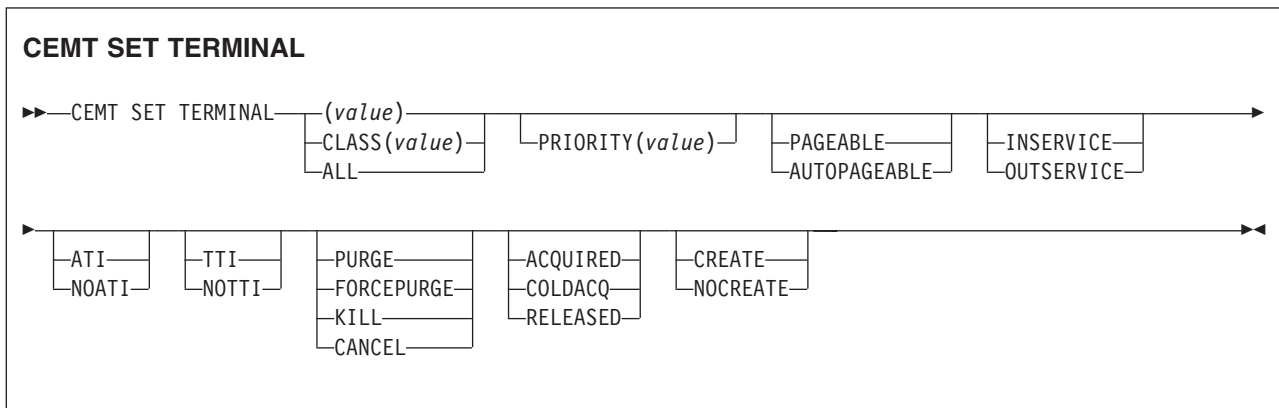 CEMT SET TERMINAL
CEMT SET TERMINAL (value) PRIORITY(value) PAGEABLE INSERVICE
CLASS(value) AUTOPAGEABLE OUTSERVICE
ALL
ATI TTI PURGE ACQUIRED CREATE
NOATI NOTTI FORCEPURGE COLDACQ NOCREATE
KILL RELEASED
CANCEL